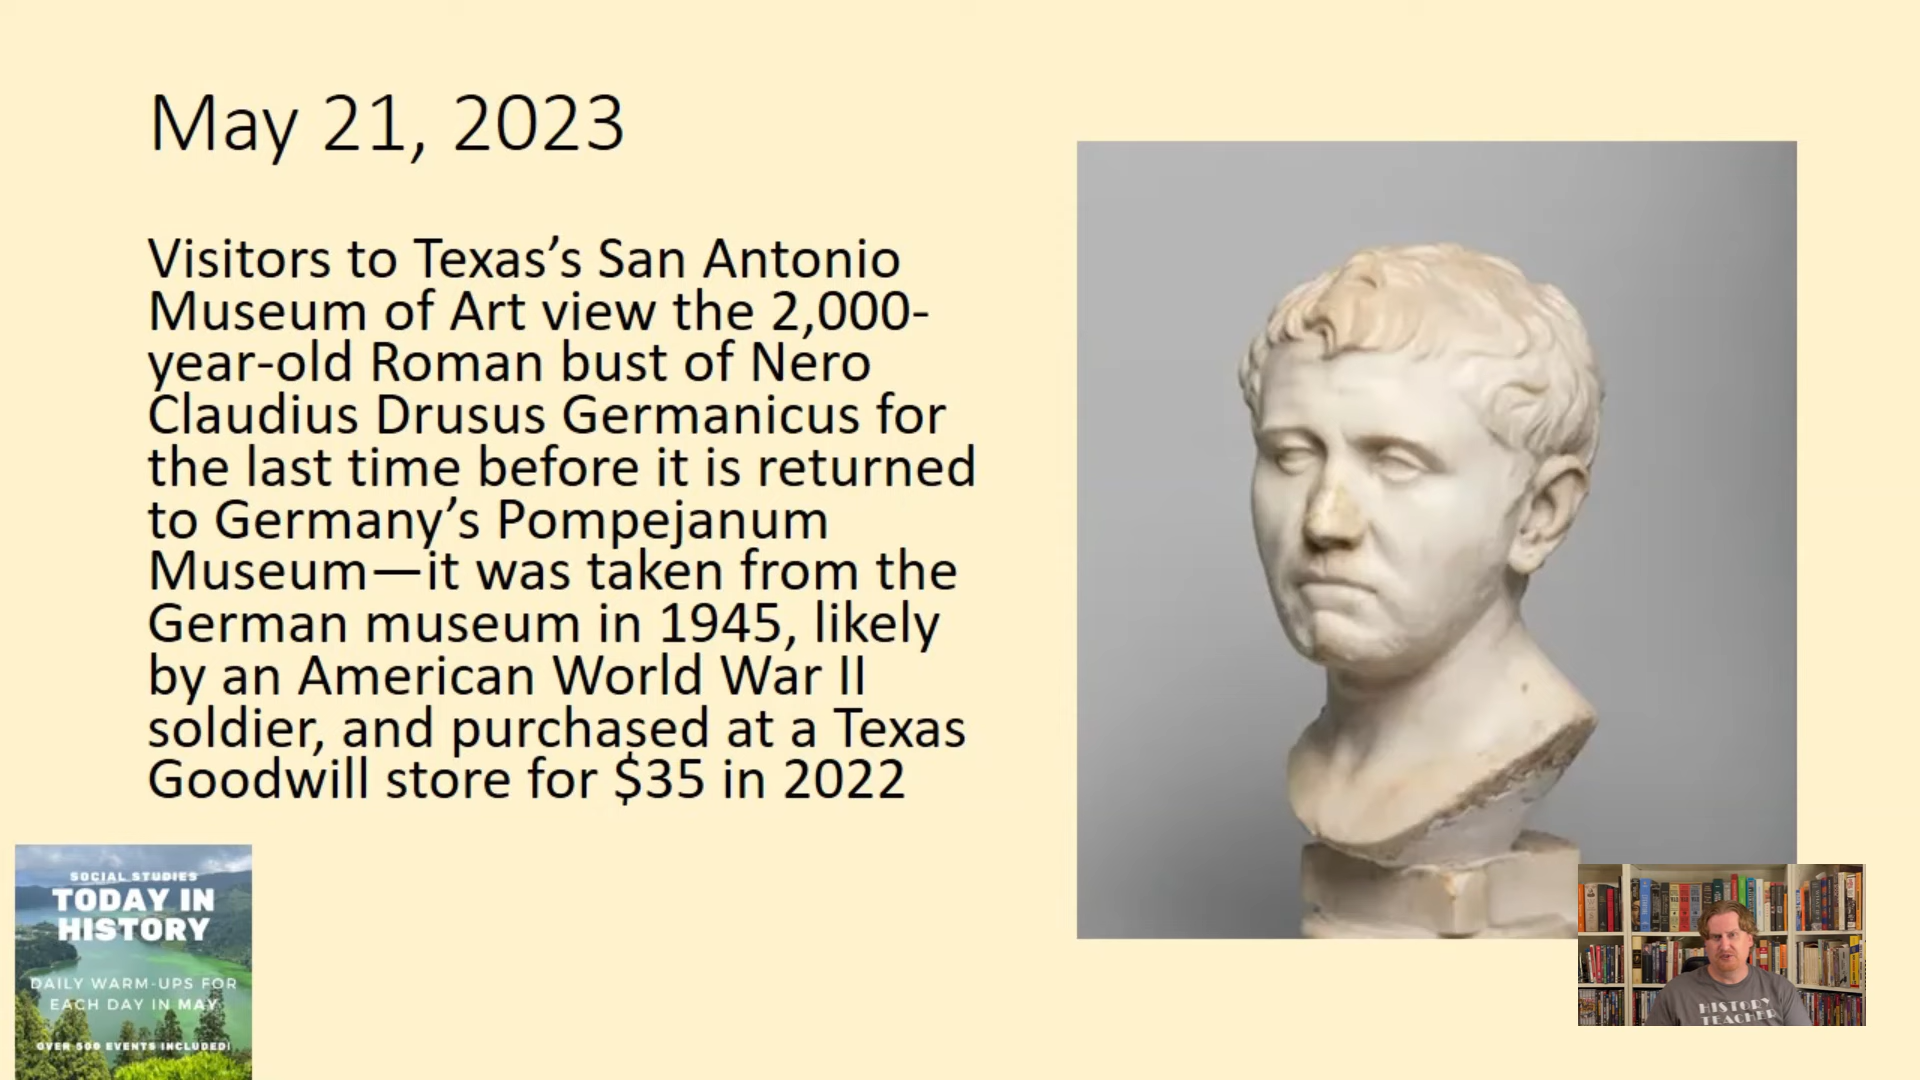 May 21, 2023
Visitors to Texas’s San Antonio
Museum of Art view the 2,000-
year-old Roman bust of Nero
Claudius Drusus Germanicus for
the last time before it is returned
to Germany’s Pompejanum
Museum—it was taken from the
German museum in 1945, likely
by an American World War II
soldier, and purchased at a Texas
Goodwill store for $35 in 2022
SOCIAL STUDIES
TODAY IN
HISTORY
DAILY WARM-UPS FOR
EACH DAY IN MAY
OVER 500 EVENTS INCLUDED!
HISTORY
TEACHER